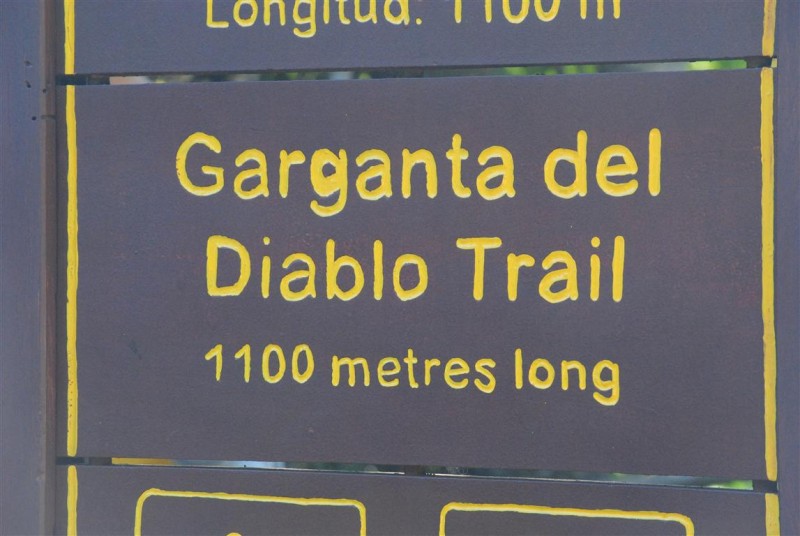 Longitud: 1100 m
Garganta del
Diablo Trail
1100 metres long